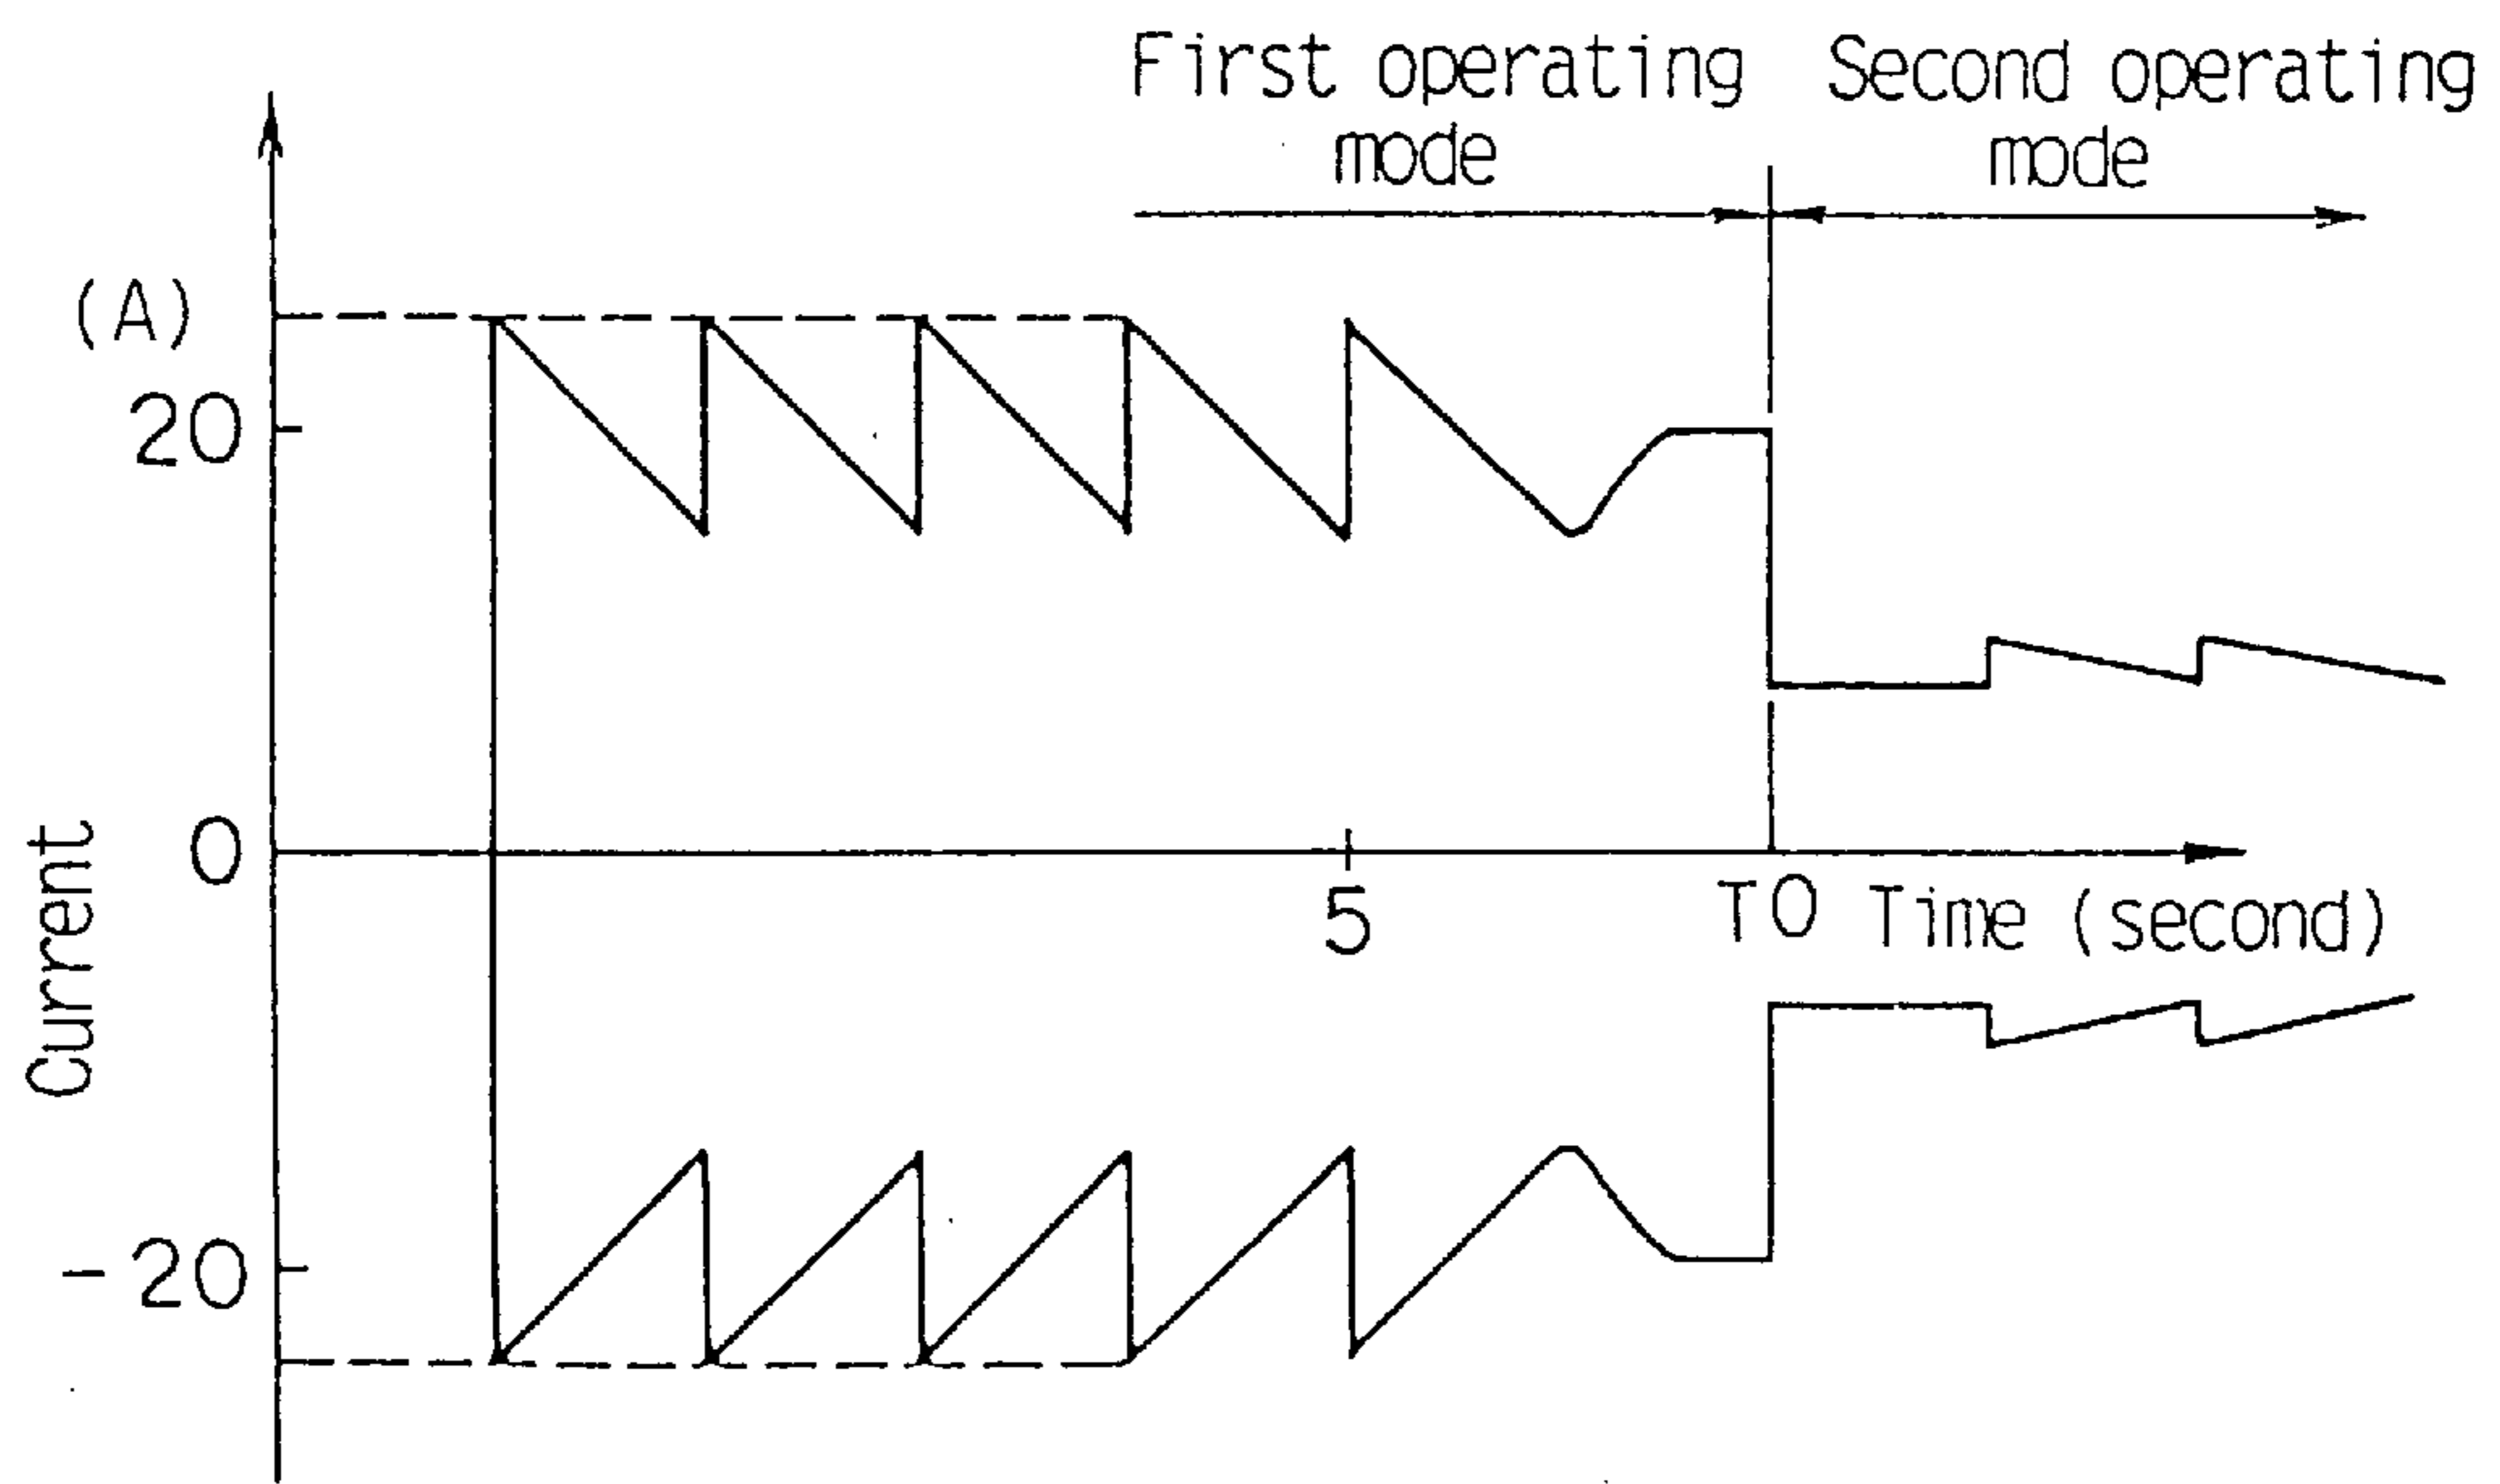 First operating
mode
Second operating
mode
(A)
20
0
5
T0 Time (second)
Current
-20